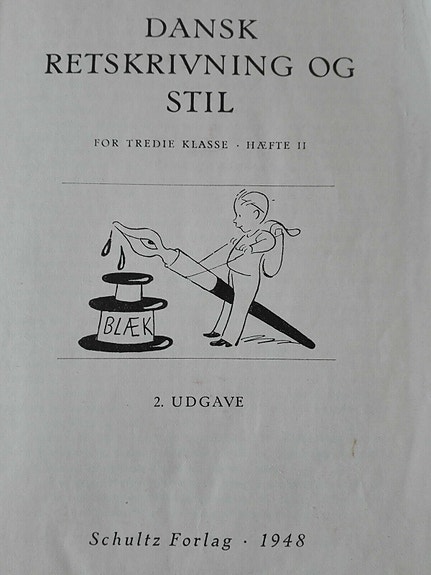 DANSK
RETSKRIVNING OG
STIL
FOR TREDIE KLASSE · HÆFTE II
BLÆK
2. UDGAVE
Schultz Forlag · 1948